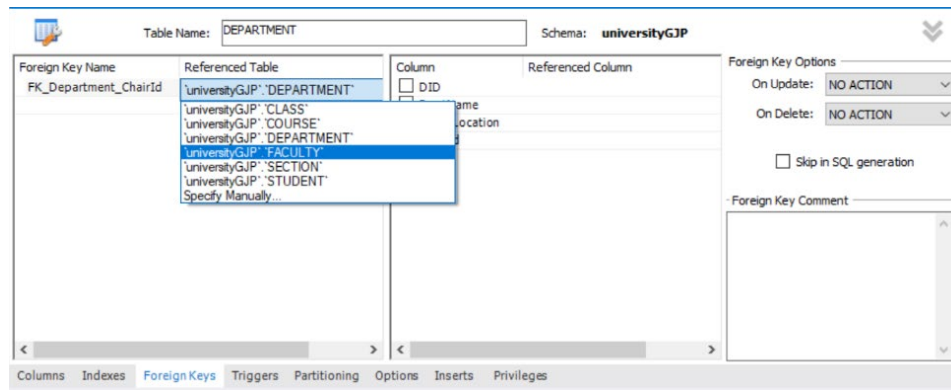 Table Name: DEPARTMENT Schema: universityGJP
Foreign Key Name Referenced Table
FK_Department_ChairId `universityGJP`.`DEPARTMENT`
`universityGJP`.`CLASS`
`universityGJP`.`COURSE`
`universityGJP`.`DEPARTMENT`
`universityGJP`.`FACULTY`
`universityGJP`.`SECTION`
`universityGJP`.`STUDENT`
Specify Manually...
Column Referenced Column
DID
Foreign Key Options
On Update: NO ACTION
On Delete: NO ACTION
Skip in SQL generation
Foreign Key Comment
Columns Indexes Foreign Keys Triggers Partitioning Options Inserts Privileges